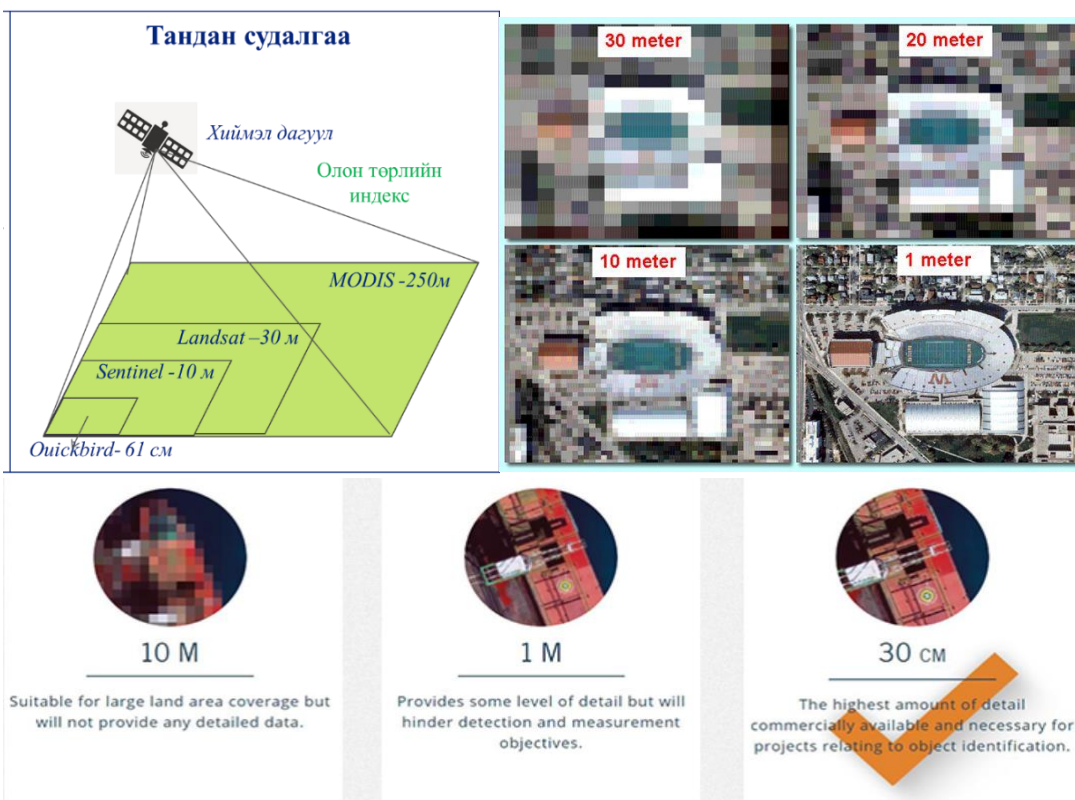 Тандан судалгаа
Хиймэл дагуул
Олон төрлийн
индекс
MODIS -250м
Landsat –30 м
Sentinel -10 м
Ouickbird- 61 см
30 meter
20 meter
10 meter
1 meter
10 M
Suitable for large land area coverage but
will not provide any detailed data.
1 M
Provides some level of detail but will
hinder detection and measurement
objectives.
30 CM
The highest amount of detail
commercially available and necessary for
projects relating to object identification.